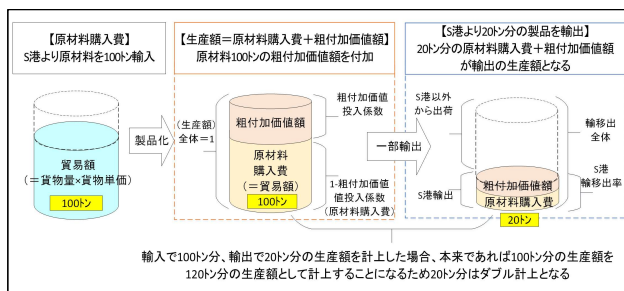 【原材料購入費】
S港より原材料を100トン輸入
貿易額
(＝貨物量×貨物単価)
100トン
製品化
【生産額＝原材料購入費＋粗付加価値額】
原材料100トンの粗付加価値額を付加
(生産額)
全体＝1
粗付加価値額
原材料
購入費
(＝貿易額)
100トン
粗付加価値
投入係数
1-粗付加価値
値投入係数
(原材料購入費)
一部輸出
【S港より20トン分の製品を輸出】
20トン分の原材料購入費＋粗付加価値額
が輸出の生産額となる
S港以外
から出荷
S港輸出
粗付加価値額
原材料購入費
20トン
輸移出
全体
S港
輸移出率
輸入で100トン分、輸出で20トン分の生産額を計上した場合、本来であれば100トン分の生産額を
120トン分の生産額として計上することになるため20トン分はダブル計上となる